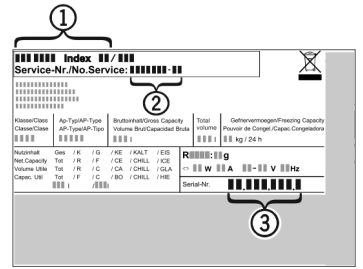 1
Index /
Service-Nr./No.Service: -
2
Klasse/Class Ap-Typ/AP-Type Bruttoinhalt/Gross Capacity Total Gefriervermoegen/Freezing Capacity
Classe/Clase AP-Type/AP-Tipo Volume Brut/Capacidad Bruta volume Pouvoir de Congel./Capac.Congeladora
l l kg / 24 h
Nutzinhalt Ges / K / G / KE / KALT / EIS
Net.Capacity Tot / R / F / CE / CHILL / ICE
Volume Utile Tot / R / C / CA / CHILL / GLA
Capac. Util Tot / F / C / BO / CHILL / HIE
l / l
R : g
W A - V Hz
Serial-Nr. . . .
3